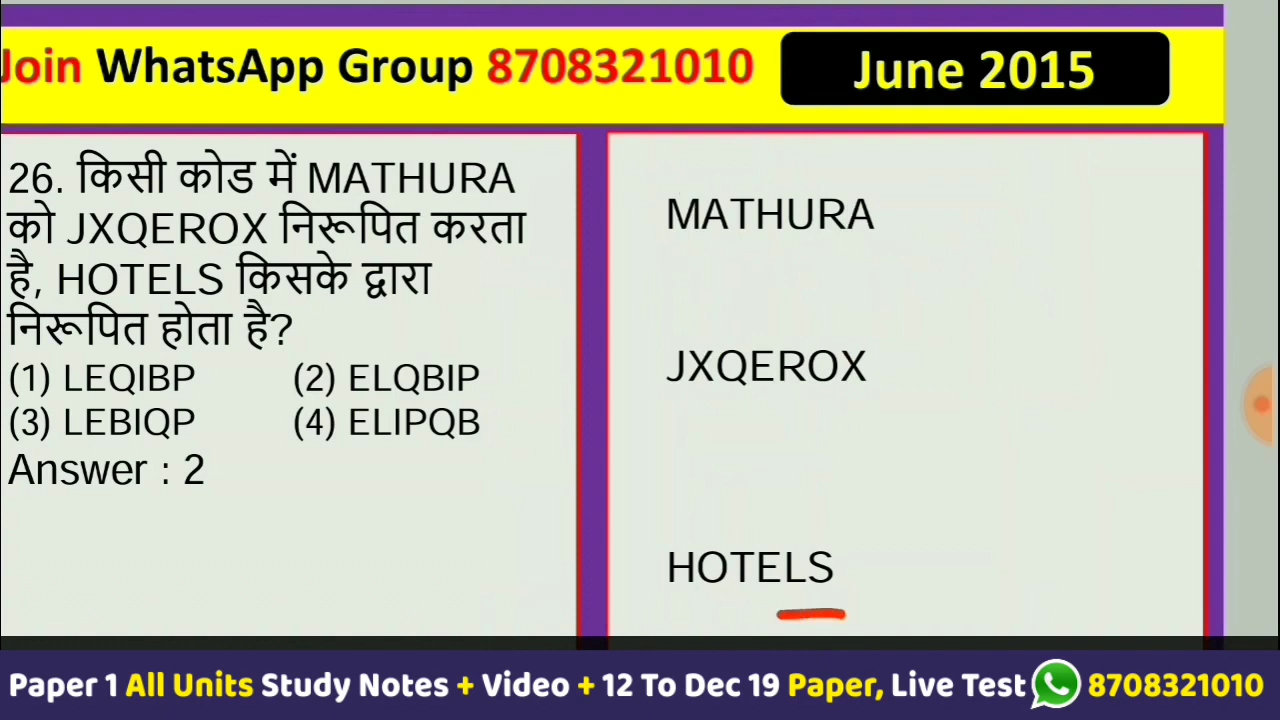 Join WhatsApp Group 8708321010
June 2015
26. किसी कोड में MATHURA
को JXQEROX निरूपित करता
है, HOTELS किसके द्वारा
निरूपित होता है?
(1) LEQIBP (2) ELQBIP
(3) LEBIQP (4) ELIPQB
Answer : 2
MATHURA
JXQEROX
HOTELS
Paper 1 All Units Study Notes + Video + 12 To Dec 19 Paper, Live Test 8708321010